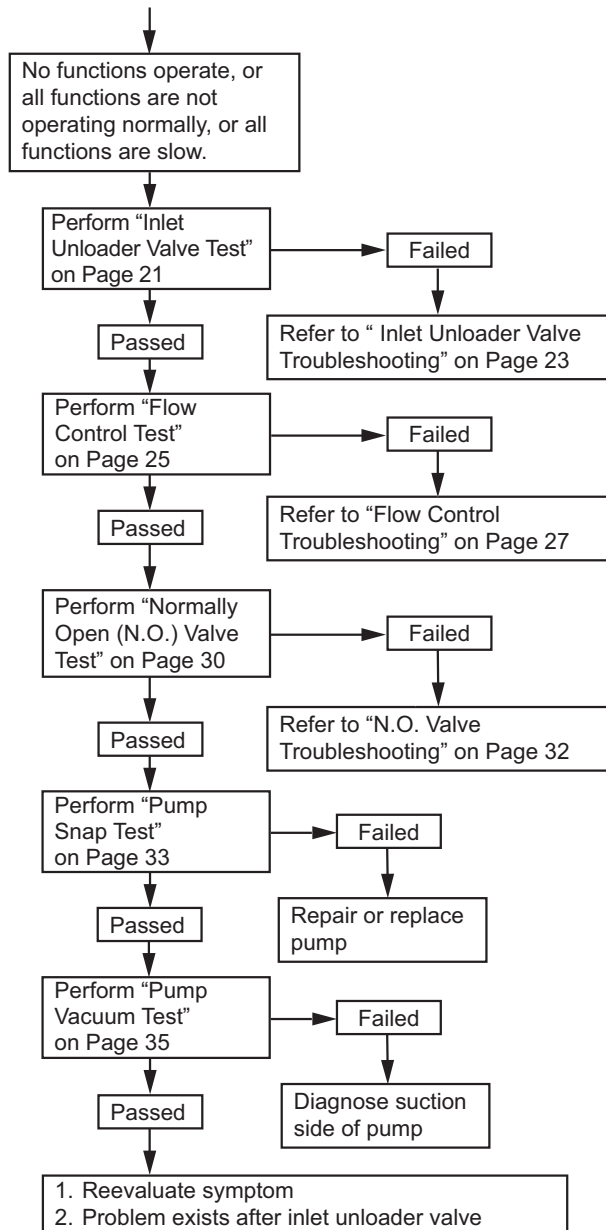 No functions operate, or
all functions are not
operating normally, or all
functions are slow.
Perform “Inlet
Unloader Valve Test”
on Page 21
Failed
Refer to “ Inlet Unloader Valve
Troubleshooting” on Page 23
Passed
Perform “Flow
Control Test”
on Page 25
Failed
Refer to “Flow Control
Troubleshooting” on Page 27
Passed
Perform “Normally
Open (N.O.) Valve
Test” on Page 30
Failed
Refer to “N.O. Valve
Troubleshooting” on Page 32
Passed
Perform “Pump
Snap Test”
on Page 33
Failed
Repair or replace
pump
Passed
Perform “Pump
Vacuum Test”
on Page 35
Failed
Diagnose suction
side of pump
Passed
1. Reevaluate symptom
2. Problem exists after inlet unloader valve